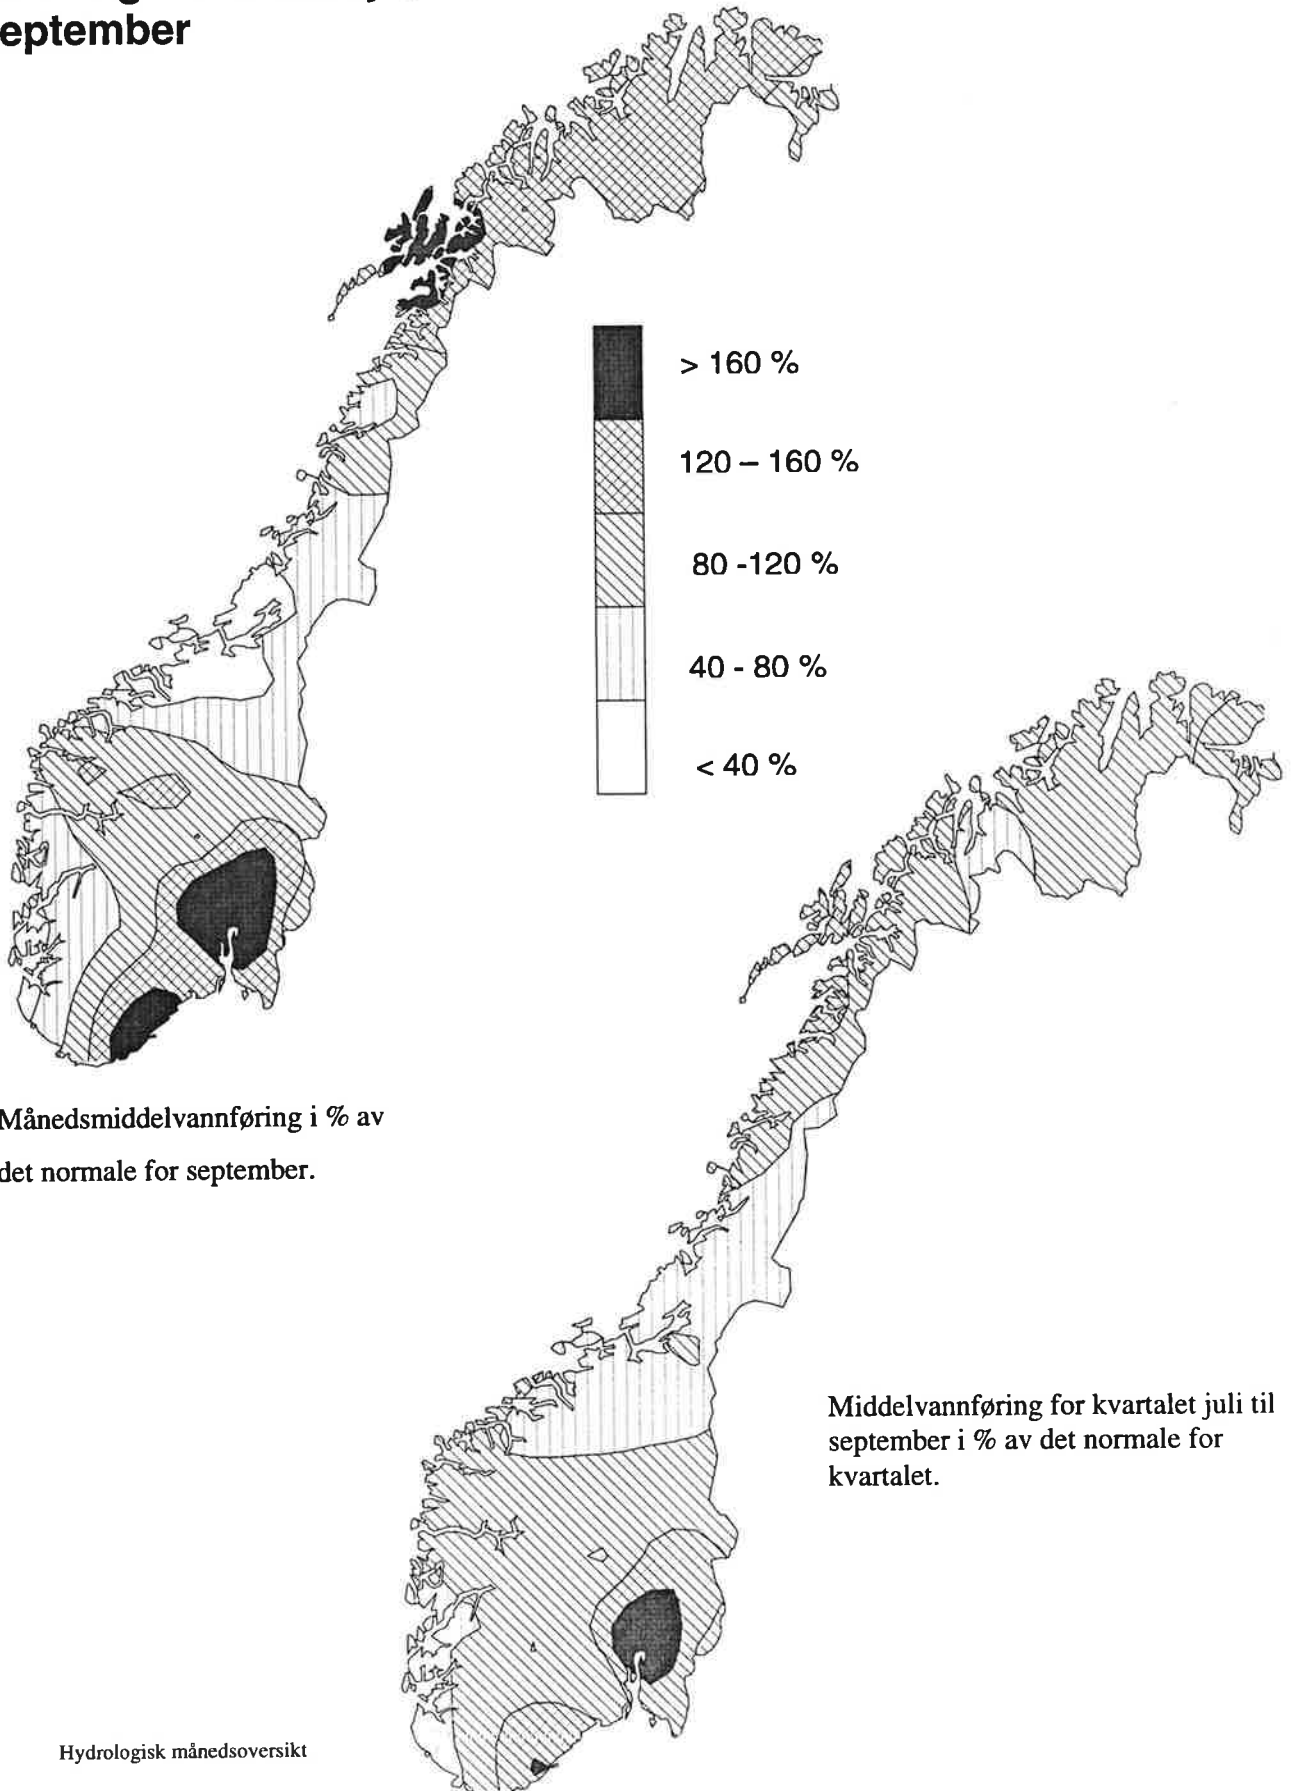 eptember
> 160 %
120 – 160 %
80 -120 %
40 - 80 %
< 40 %
Månedsmiddelvannføring i % av
det normale for september.
Middelvannføring for kvartalet juli til
september i % av det normale for
kvartalet.
Hydrologisk månedsoversikt